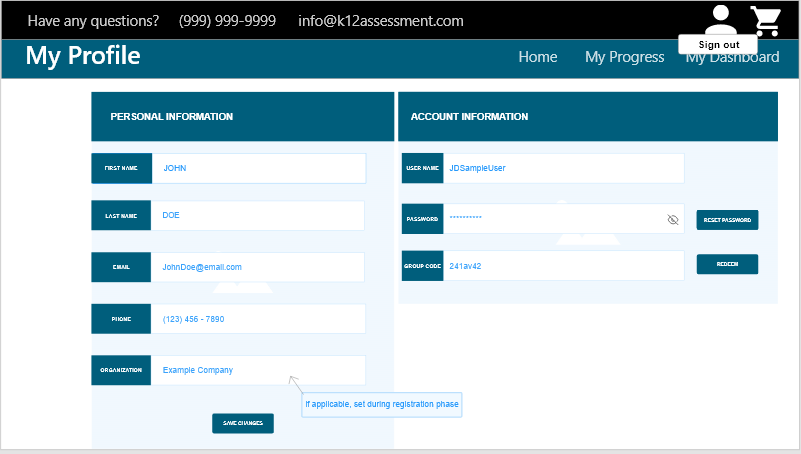 Have any questions? (999) 999-9999 info@k12assessment.com
Sign out
My Profile Home My Progress My Dashboard
PERSONAL INFORMATION
FIRST NAME JOHN
LAST NAME DOE
EMAIL JohnDoe@email.com
PHONE (123) 456 - 7890
ORGANIZATION Example Company
If applicable, set during registration phase
SAVE CHANGES
ACCOUNT INFORMATION
USER NAME JDSampleUser
PASSWORD ---------- RESET PASSWORD
GROUP CODE 241av42 REDEEM